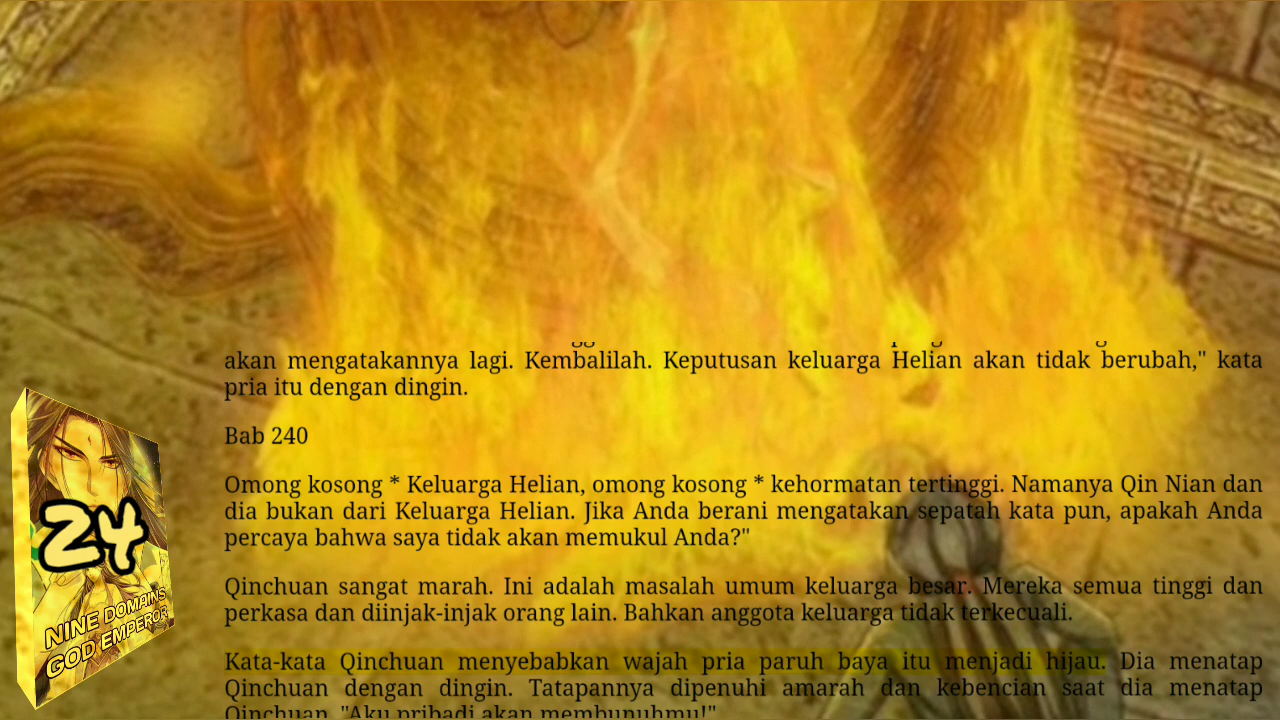 akan mengatakannya lagi. Kembalilah. Keputusan keluarga Helian akan tidak berubah," kata
pria itu dengan dingin.
Bab 240
Omong kosong * Keluarga Helian, omong kosong * kehormatan tertinggi. Namanya Qin Nian dan
dia bukan dari Keluarga Helian. Jika Anda berani mengatakan sepatah kata pun, apakah Anda
percaya bahwa saya tidak akan memukul Anda?"
Qinchuan sangat marah. Ini adalah masalah umum keluarga besar. Mereka semua tinggi dan
perkasa dan diinjak-injak orang lain. Bahkan anggota keluarga tidak terkecuali.
Kata-kata Qinchuan menyebabkan wajah pria paruh baya itu menjadi hijau. Dia menatap
Qinchuan dengan dingin. Tatapannya dipenuhi amarah dan kebencian saat dia menatap
Qinchuan. "Aku pribadi akan membunuhmu!"
24
NINE DOMAINS
GOD EMPEROR